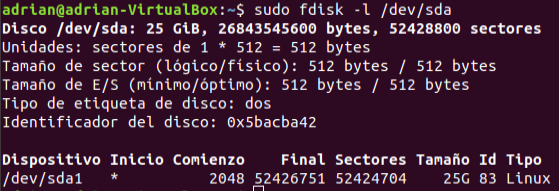 adrian@adrian-VirtualBox:~$ sudo fdisk -l /dev/sda
Disco /dev/sda: 25 GiB, 26843545600 bytes, 52428800 sectores
Unidades: sectores de 1 * 512 = 512 bytes
Tamaño de sector (lógico/físico): 512 bytes / 512 bytes
Tamaño de E/S (mínimo/óptimo): 512 bytes / 512 bytes
Tipo de etiqueta de disco: dos
Identificador del disco: 0x5bacba42
Dispositivo Inicio Comienzo Final Sectores Tamaño Id Tipo
/dev/sda1 * 2048 52426751 52424704 25G 83 Linux